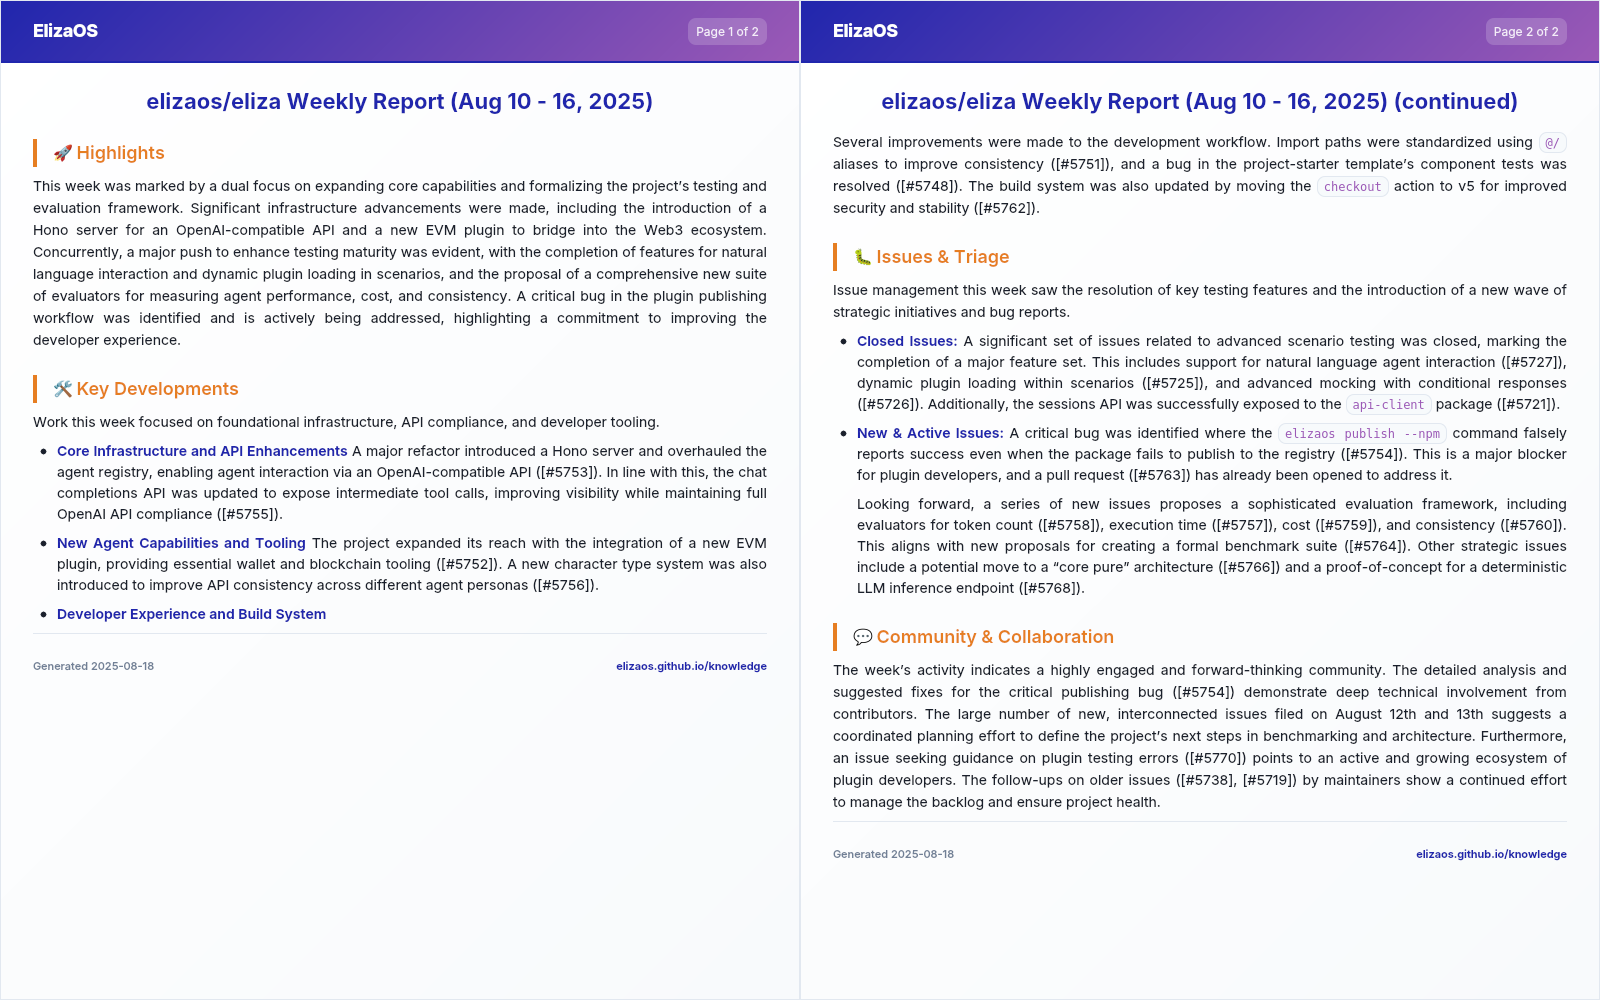 ElizaOS
Page 1 of 2
elizaos/eliza Weekly Report (Aug 10 - 16, 2025)
🚀 Highlights
This week was marked by a dual focus on expanding core capabilities and formalizing the project’s testing and
evaluation framework. Significant infrastructure advancements were made, including the introduction of a
Hono server for an OpenAI-compatible API and a new EVM plugin to bridge into the Web3 ecosystem.
Concurrently, a major push to enhance testing maturity was evident, with the completion of features for natural
language interaction and dynamic plugin loading in scenarios, and the proposal of a comprehensive new suite
of evaluators for measuring agent performance, cost, and consistency. A critical bug in the plugin publishing
workflow was identified and is actively being addressed, highlighting a commitment to improving the
developer experience.
🛠️ Key Developments
Work this week focused on foundational infrastructure, API compliance, and developer tooling.
• Core Infrastructure and API Enhancements A major refactor introduced a Hono server and overhauled the
agent registry, enabling agent interaction via an OpenAI-compatible API ([#5753]). In line with this, the chat
completions API was updated to expose intermediate tool calls, improving visibility while maintaining full
OpenAI API compliance ([#5755]).
• New Agent Capabilities and Tooling The project expanded its reach with the integration of a new EVM
plugin, providing essential wallet and blockchain tooling ([#5752]). A new character type system was also
introduced to improve API consistency across different agent personas ([#5756]).
• Developer Experience and Build System
Generated 2025-08-18
elizaos.github.io/knowledge
ElizaOS
Page 2 of 2
elizaos/eliza Weekly Report (Aug 10 - 16, 2025) (continued)
Several improvements were made to the development workflow. Import paths were standardized using @/
aliases to improve consistency ([#5751]), and a bug in the project-starter template’s component tests was
resolved ([#5748]). The build system was also updated by moving the checkout action to v5 for improved
security and stability ([#5762]).
🐛 Issues & Triage
Issue management this week saw the resolution of key testing features and the introduction of a new wave of
strategic initiatives and bug reports.
• Closed Issues: A significant set of issues related to advanced scenario testing was closed, marking the
completion of a major feature set. This includes support for natural language agent interaction ([#5727]),
dynamic plugin loading within scenarios ([#5725]), and advanced mocking with conditional responses
([#5726]). Additionally, the sessions API was successfully exposed to the api-client package ([#5721]).
• New & Active Issues: A critical bug was identified where the elizaos publish --npm command falsely
reports success even when the package fails to publish to the registry ([#5754]). This is a major blocker
for plugin developers, and a pull request ([#5763]) has already been opened to address it.
Looking forward, a series of new issues proposes a sophisticated evaluation framework, including
evaluators for token count ([#5758]), execution time ([#5757]), cost ([#5759]), and consistency ([#5760]).
This aligns with new proposals for creating a formal benchmark suite ([#5764]). Other strategic issues
include a potential move to a “core pure” architecture ([#5766]) and a proof-of-concept for a deterministic
LLM inference endpoint ([#5768]).
💬 Community & Collaboration
The week’s activity indicates a highly engaged and forward-thinking community. The detailed analysis and
suggested fixes for the critical publishing bug ([#5754]) demonstrate deep technical involvement from
contributors. The large number of new, interconnected issues filed on August 12th and 13th suggests a
coordinated planning effort to define the project’s next steps in benchmarking and architecture. Furthermore,
an issue seeking guidance on plugin testing errors ([#5770]) points to an active and growing ecosystem of
plugin developers. The follow-ups on older issues ([#5738], [#5719]) by maintainers show a continued effort
to manage the backlog and ensure project health.
Generated 2025-08-18
elizaos.github.io/knowledge